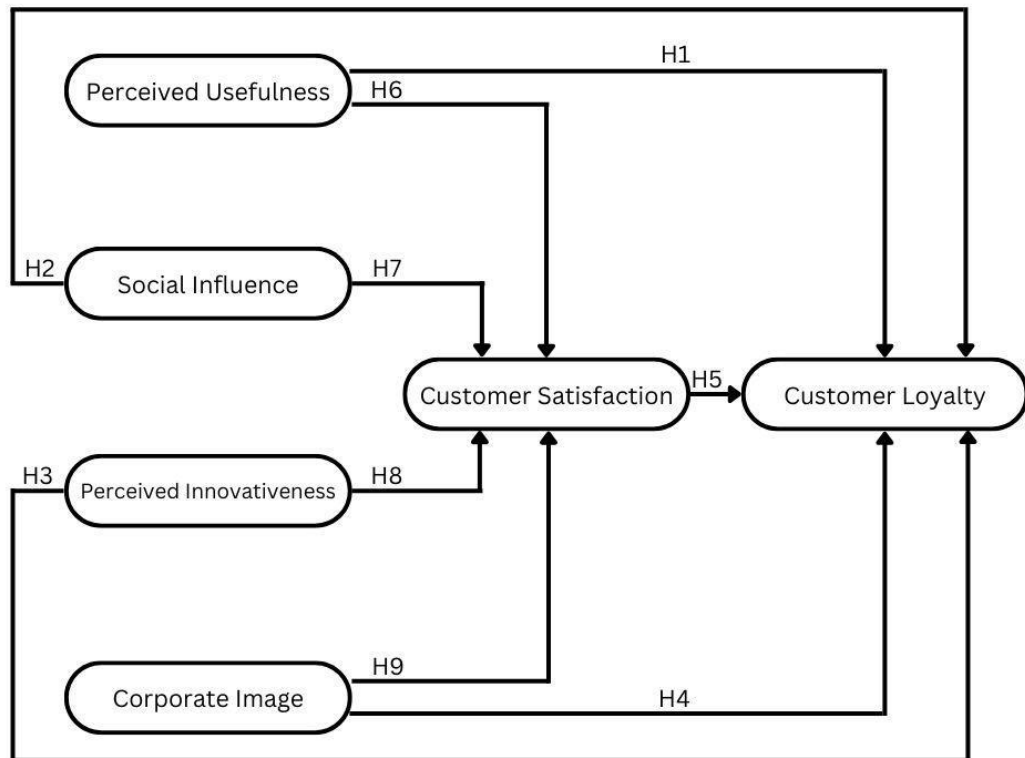 H1
Perceived Usefulness
H6
H2
Social Influence
H7
Customer Satisfaction
H5
Customer Loyalty
H3
Perceived Innovativeness
H8
H9
Corporate Image
H4